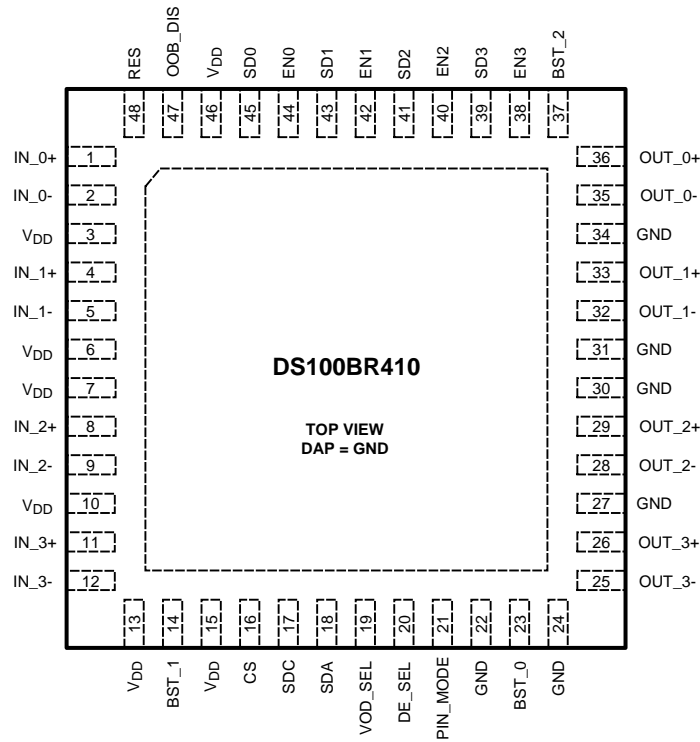 RES
OOB_DIS
VDD
SD0
EN0
SD1
EN1
SD2
EN2
SD3
EN3
BST_2
48
47
46
45
44
43
42
41
40
39
38
37
IN_0+ 1
IN_0- 2
VDD 3
IN_1+ 4
IN_1- 5
VDD 6
VDD 7
IN_2+ 8
IN_2- 9
VDD 10
IN_3+ 11
IN_3- 12
DS100BR410
TOP VIEW
DAP = GND
36 OUT_0+
35 OUT_0-
34 GND
33 OUT_1+
32 OUT_1-
31 GND
30 GND
29 OUT_2+
28 OUT_2-
27 GND
26 OUT_3+
25 OUT_3-
13
14
15
16
17
18
19
20
21
22
23
24
VDD
BST_1
VDD
CS
SDC
SDA
VOD_SEL
DE_SEL
PIN_MODE
GND
BST_0
GND